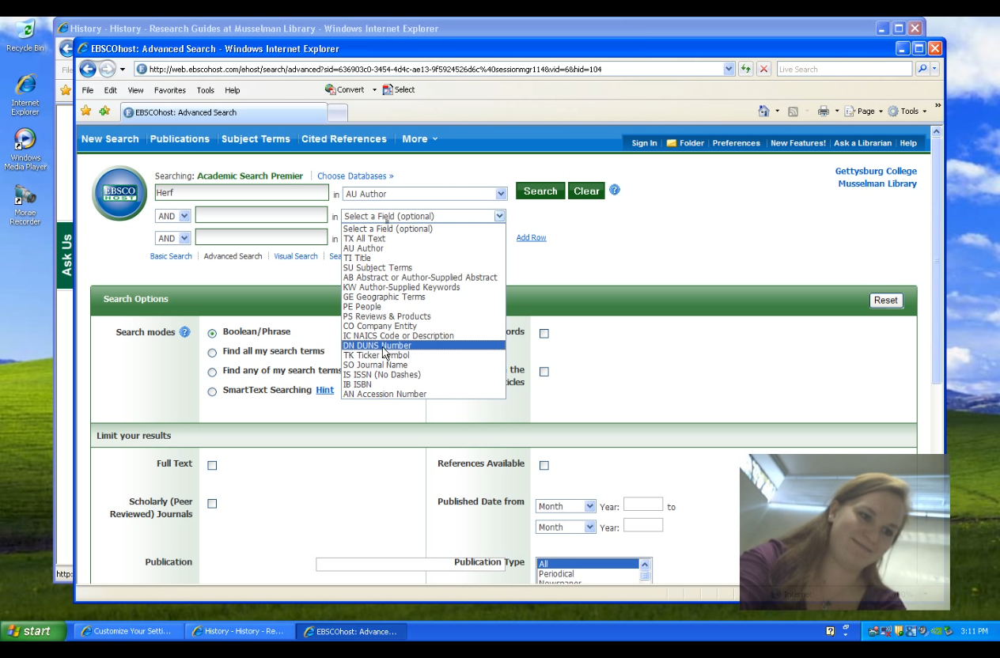 Recycle Bin
Internet Explorer
Windows Media Player
Morae Recorder
History - History - Research Guides at Musselman Library - Windows Internet Explorer
EBSCOhost: Advanced Search - Windows Internet Explorer
http://web.ebscohost.com/ehost/search/advanced?sid=636903c0-3454-4d4c-ae13-9f5924526d6c%40sessionmgr114&vid=6&hid=104
Live Search
File Edit View Favorites Tools Help
Convert Select
EBSCOhost: Advanced Search
Page Tools
New Search Publications Subject Terms Cited References More
Sign In Folder Preferences New Features! Ask a Librarian Help
Searching: Academic Search Premier Choose Databases »
Gettysburg College
Musselman Library
EBSCO
HOST
Herf in AU Author Search Clear
AND in Select a Field (optional)
AND in Add Row
Select a Field (optional)
TX All Text
AU Author
TI Title
SU Subject Terms
AB Abstract or Author-Supplied Abstract
KW Author-Supplied Keywords
GE Geographic Terms
PE People
PS Reviews & Products
CO Company Entity
IC NAICS Code or Description
DN DUNS Number
TK Ticker Symbol
SO Journal Name
IS ISSN (No Dashes)
IB ISBN
AN Accession Number
Basic Search Advanced Search Visual Search Sea
Ask Us
Search Options
Reset
Search modes
Boolean/Phrase
Find all my search terms
Find any of my search terms
SmartText Searching Hint
ords
the
icles
Limit your results
Full Text
References Available
Scholarly (Peer Reviewed) Journals
Published Date from Month Year: to
Month Year:
Publication
Publication Type
All
Periodical
Newspaper
http:
Internet
start
Customize Your Setti...
History - History - Re...
EBSCOhost: Advance...
3:11 PM